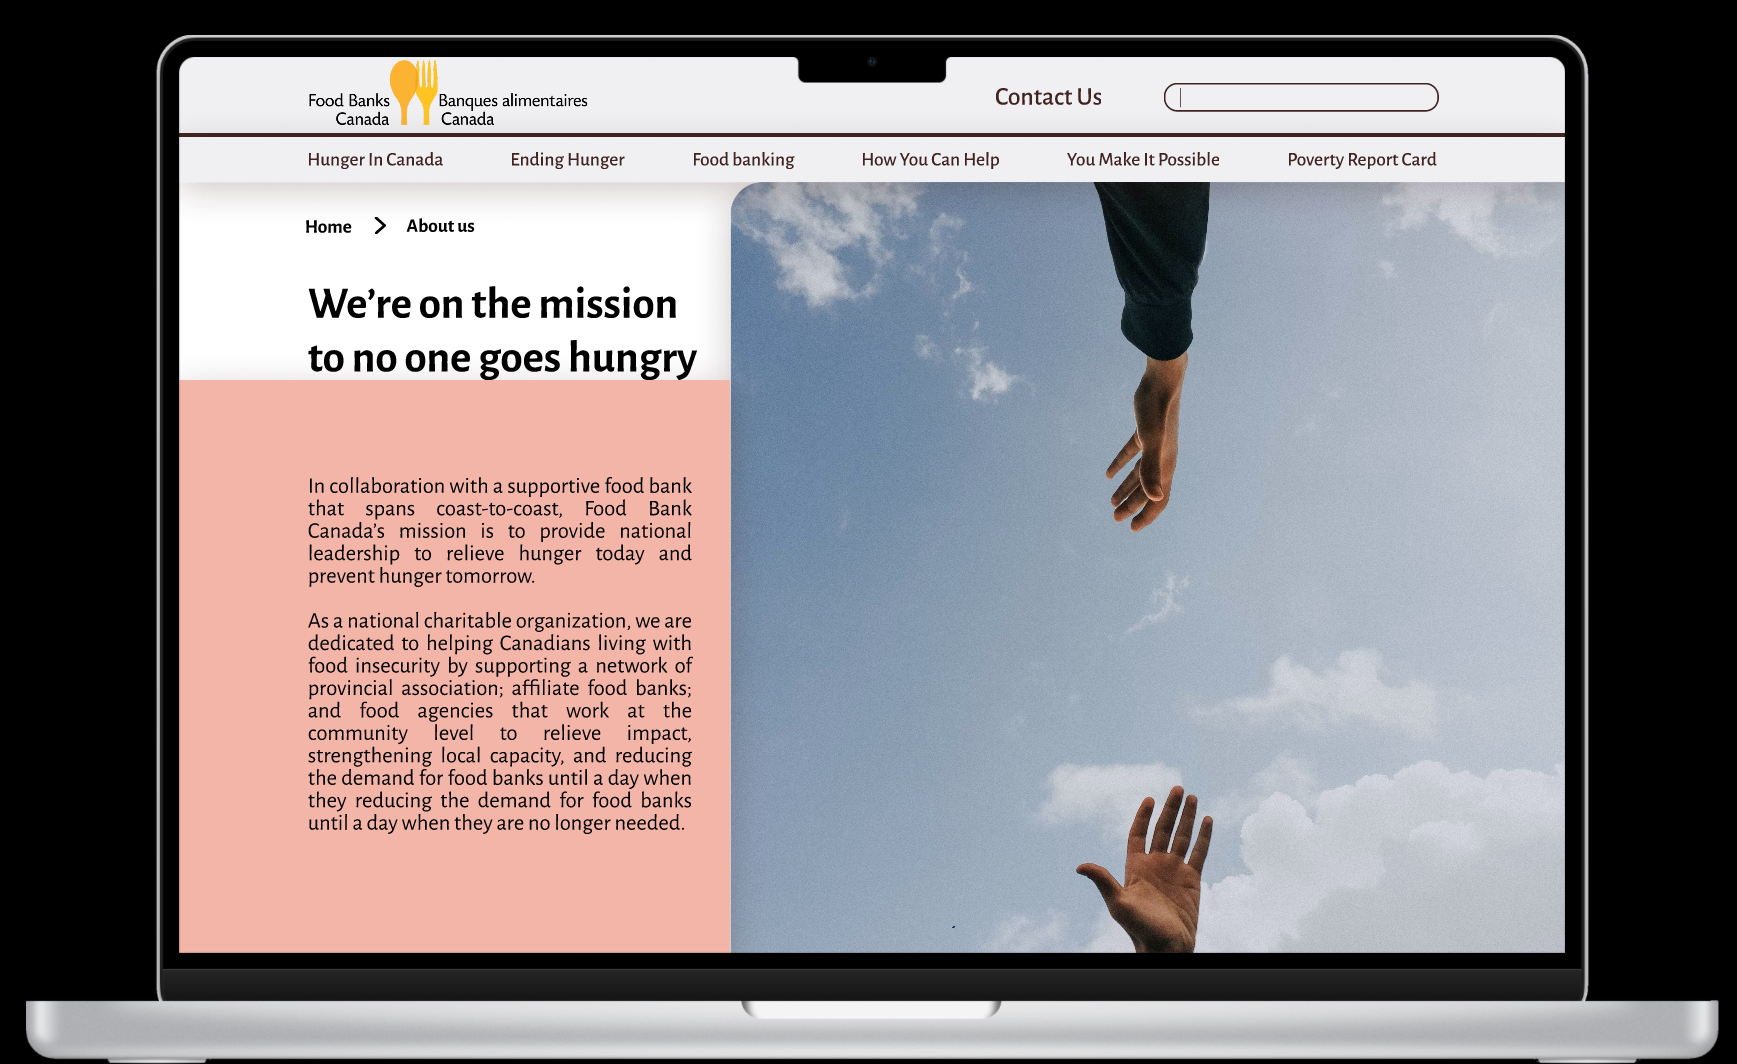 Food Banks
Canada
Banques alimentaires
Canada
Contact Us
Hunger In Canada
Ending Hunger
Food banking
How You Can Help
You Make It Possible
Poverty Report Card
Home > About us
We’re on the mission
to no one goes hungry
In collaboration with a supportive food bank
that spans coast-to-coast, Food Bank
Canada’s mission is to provide national
leadership to relieve hunger today and
prevent hunger tomorrow.
As a national charitable organization, we are
dedicated to helping Canadians living with
food insecurity by supporting a network of
provincial association; affiliate food banks;
and food agencies that work at the
community level to relieve impact,
strengthening local capacity, and reducing
the demand for food banks until a day when
they reducing the demand for food banks
until a day when they are no longer needed.